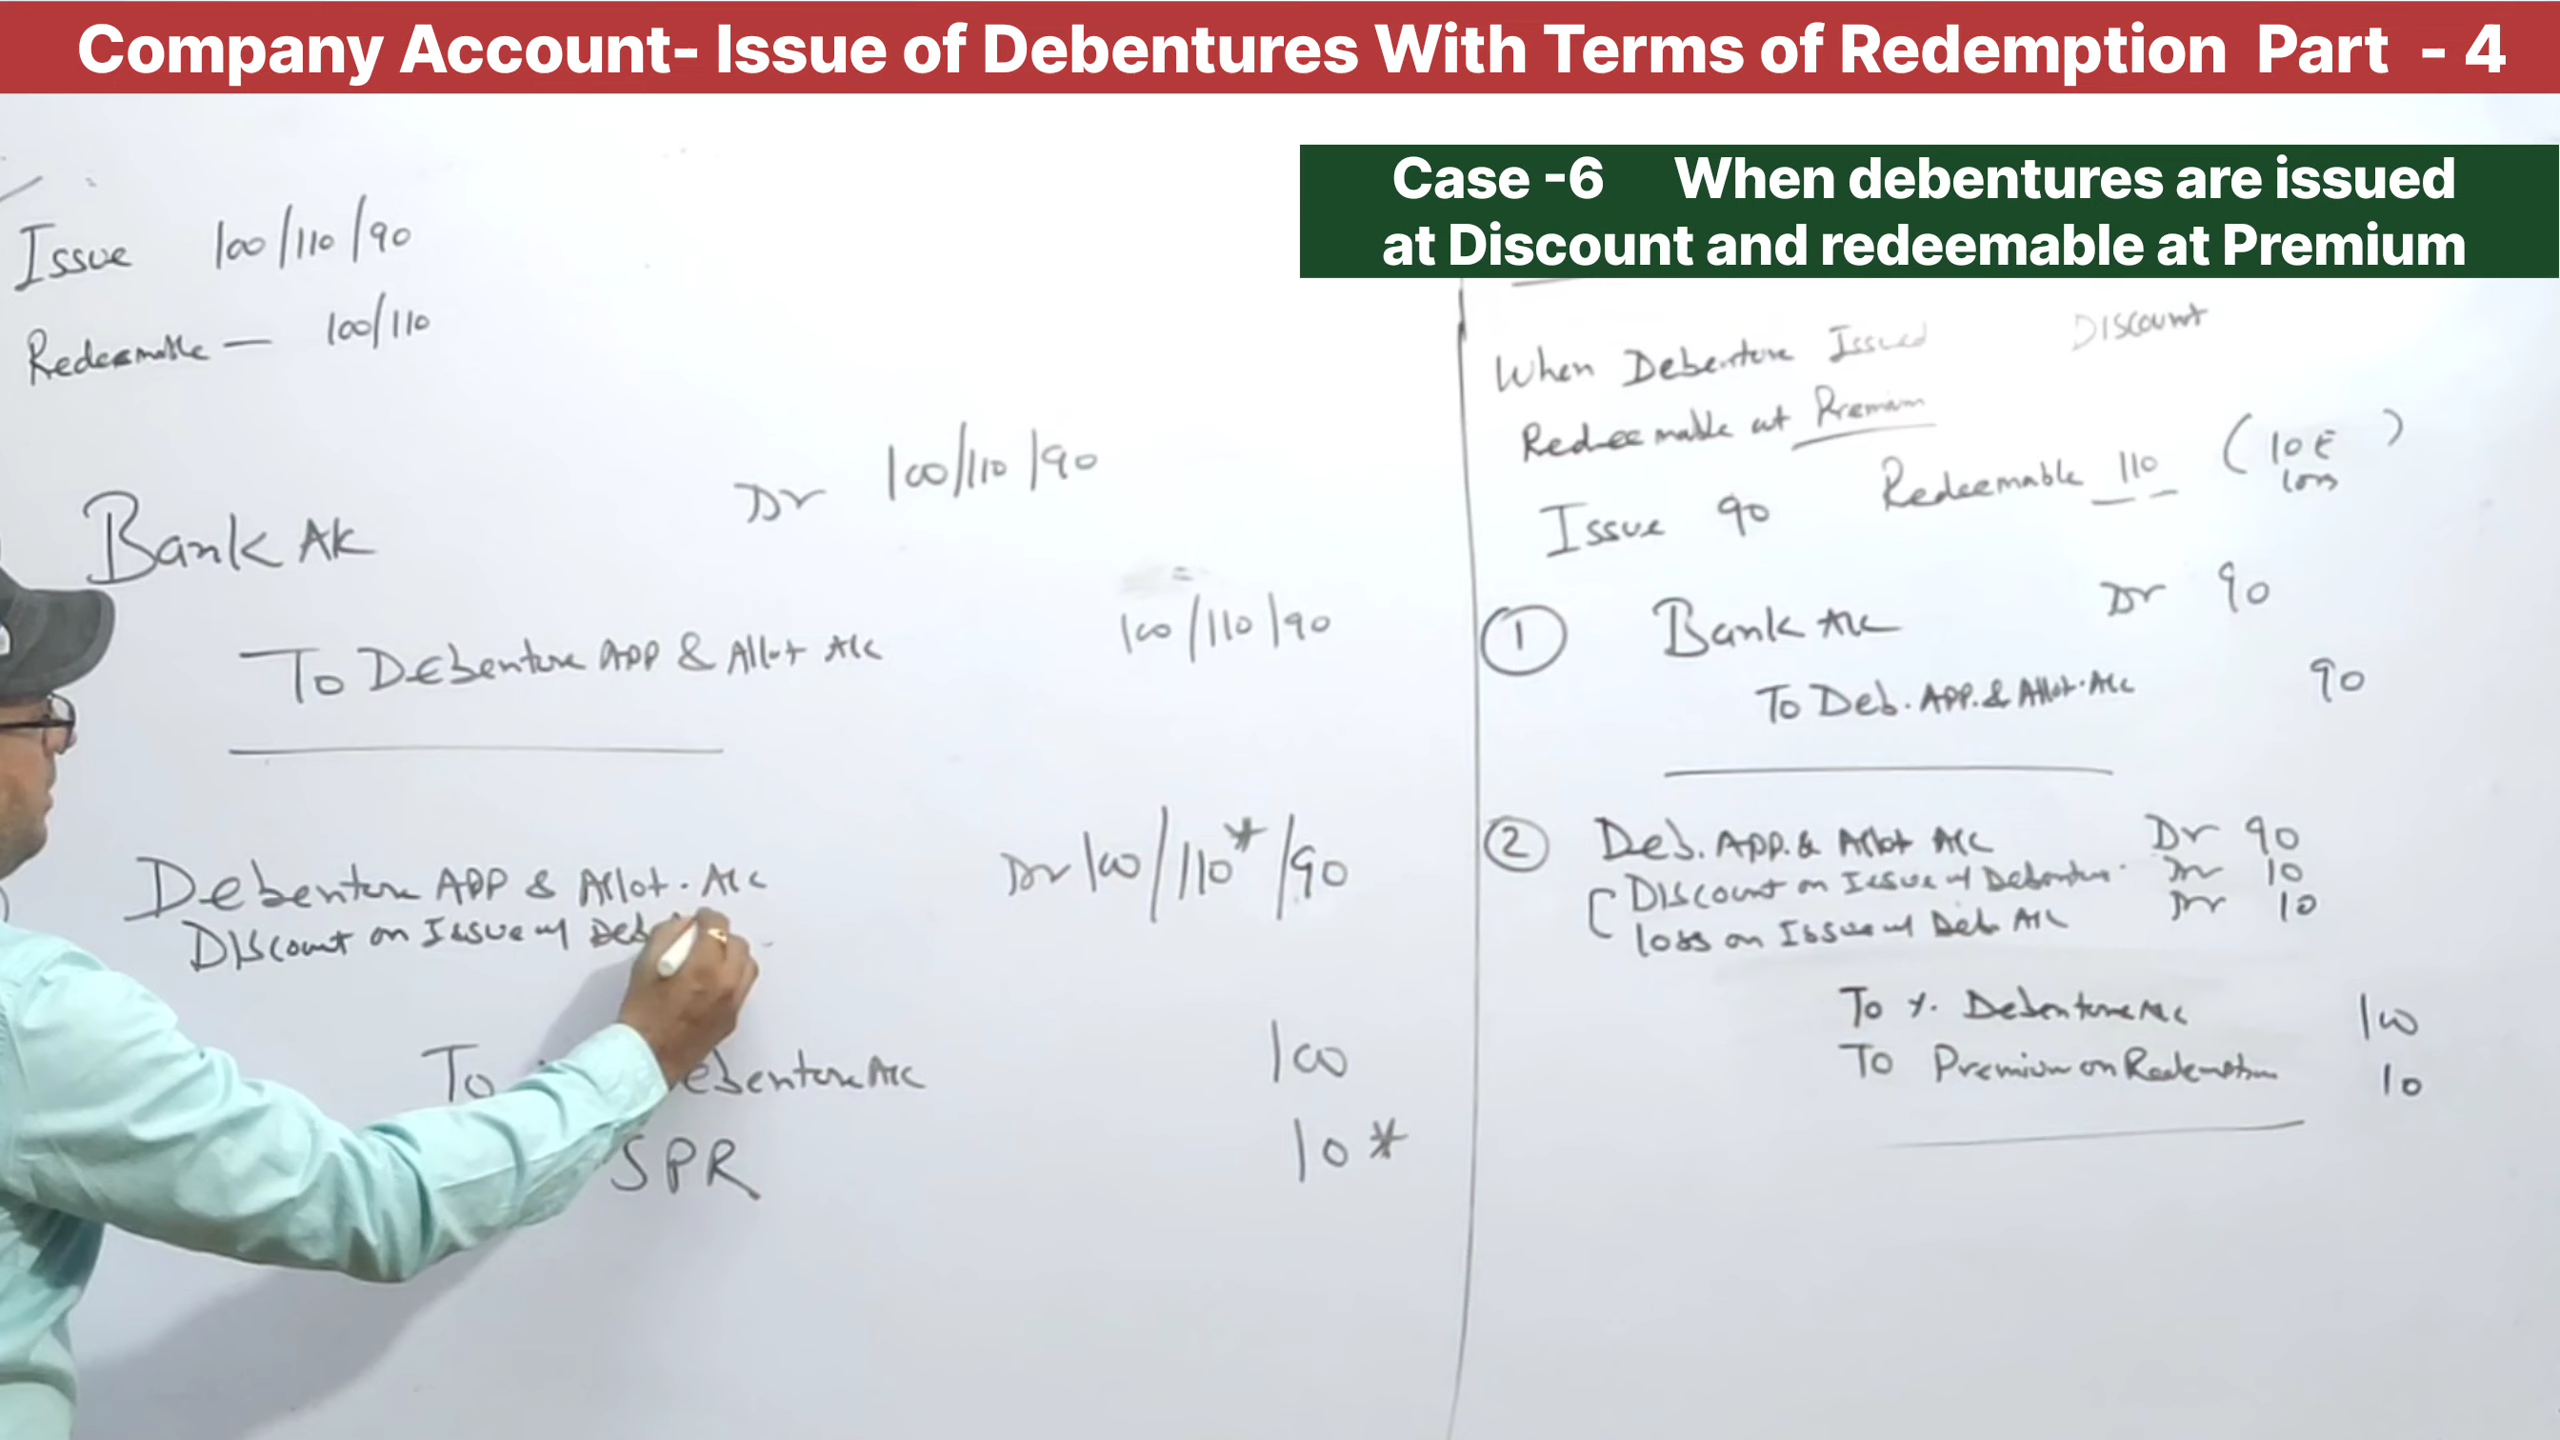 Company Account- Issue of Debentures With Terms of Redemption Part - 4
Case -6 When debentures are issued
at Discount and redeemable at Premium
Issue 100/110/90
Redeemable — 100/110
Bank A/c Dr 100/110/90
To Debenture APP & Allot A/c 100/110/90
Debenture APP & Allot. A/c Dr 100/110*/90
Discount on Issue of Deb
To ebenture A/c 100
SPR 10*
When Debenture Issued Discount
Redeemable at Premium
Issue 90 Redeemable 110 (10 loss)
1 Bank A/c Dr 90
To Deb. APP. & Allot. A/c 90
2 Deb. APP. & Allot A/c Dr 90
Discount on Issue of Debenture Dr 10
loss on Issue of Deb A/c Dr 10
To %. Debenture A/c 100
To Premium on Redemption 10